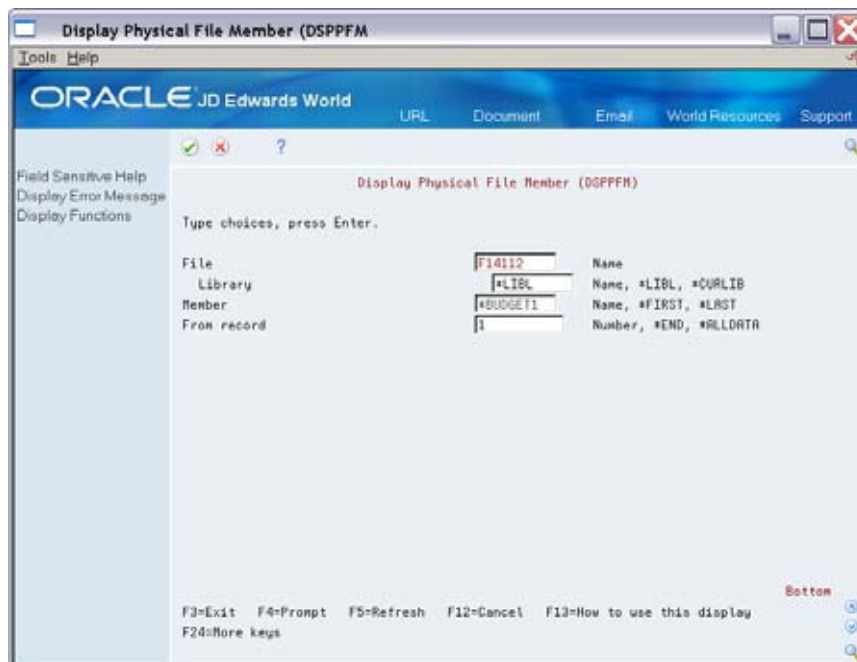 Display Physical File Member (DSPPFM
Tools Help
ORACLE JD Edwards World
URL Document Email World Resources Support
?
Field Sensitive Help
Display Error Message
Display Functions
Display Physical File Member (DSPPFM)
Type choices, press Enter.
File F14112 Name
Library *LIBL Name, *LIBL, *CURLIB
Member *BUDGET1 Name, *FIRST, *LAST
From record 1 Number, *END, *ALLDATA
Bottom
F3=Exit F4=Prompt F5=Refresh F12=Cancel F13=How to use this display
F24=More keys